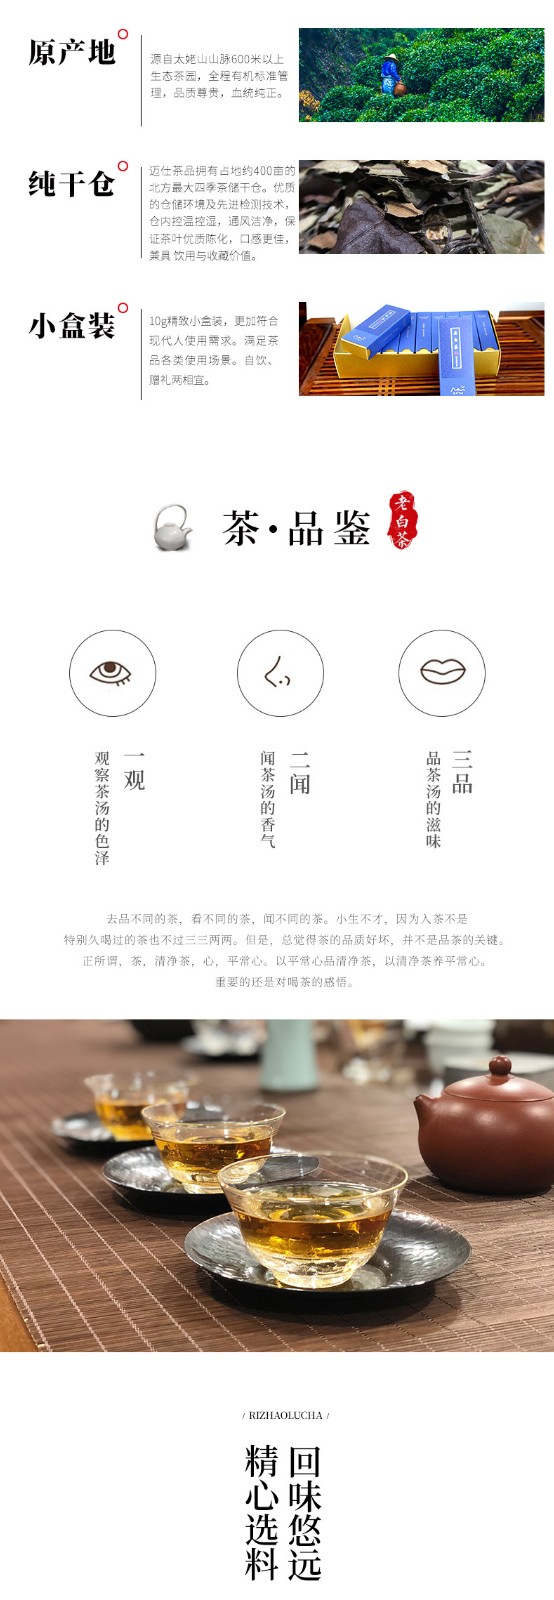 原产地
源自太姥山山脉600米以上
生态茶园，全程有机标准管
理，品质尊贵，血统纯正。
纯干仓
迈仕茶品拥有占地约400亩的
北方最大四季茶储干仓。优质
的仓储环境及先进检测技术，
仓内控温控湿，通风洁净，保
证茶叶优质陈化，口感更佳，
兼具饮用与收藏价值。
小盒装
10g精致小盒装，更加符合
现代人使用需求。满足茶
品各类使用场景。自饮、
赠礼两相宜。
茶·品鉴
老白茶
一观
观察茶汤的色泽
二闻
闻茶汤的香气
三品
品茶汤的滋味
去品不同的茶，看不同的茶，闻不同的茶。小生不才，因为入茶不是
特别久喝过的茶也不过三三两两。但是，总觉得茶的品质好坏，并不是品茶的关键。
正所谓，茶，清净茶，心，平常心。以平常心品清净茶，以清净茶养平常心。
重要的还是对喝茶的感悟。
/ RIZHAOLUCHA /
回味悠远
精心选料